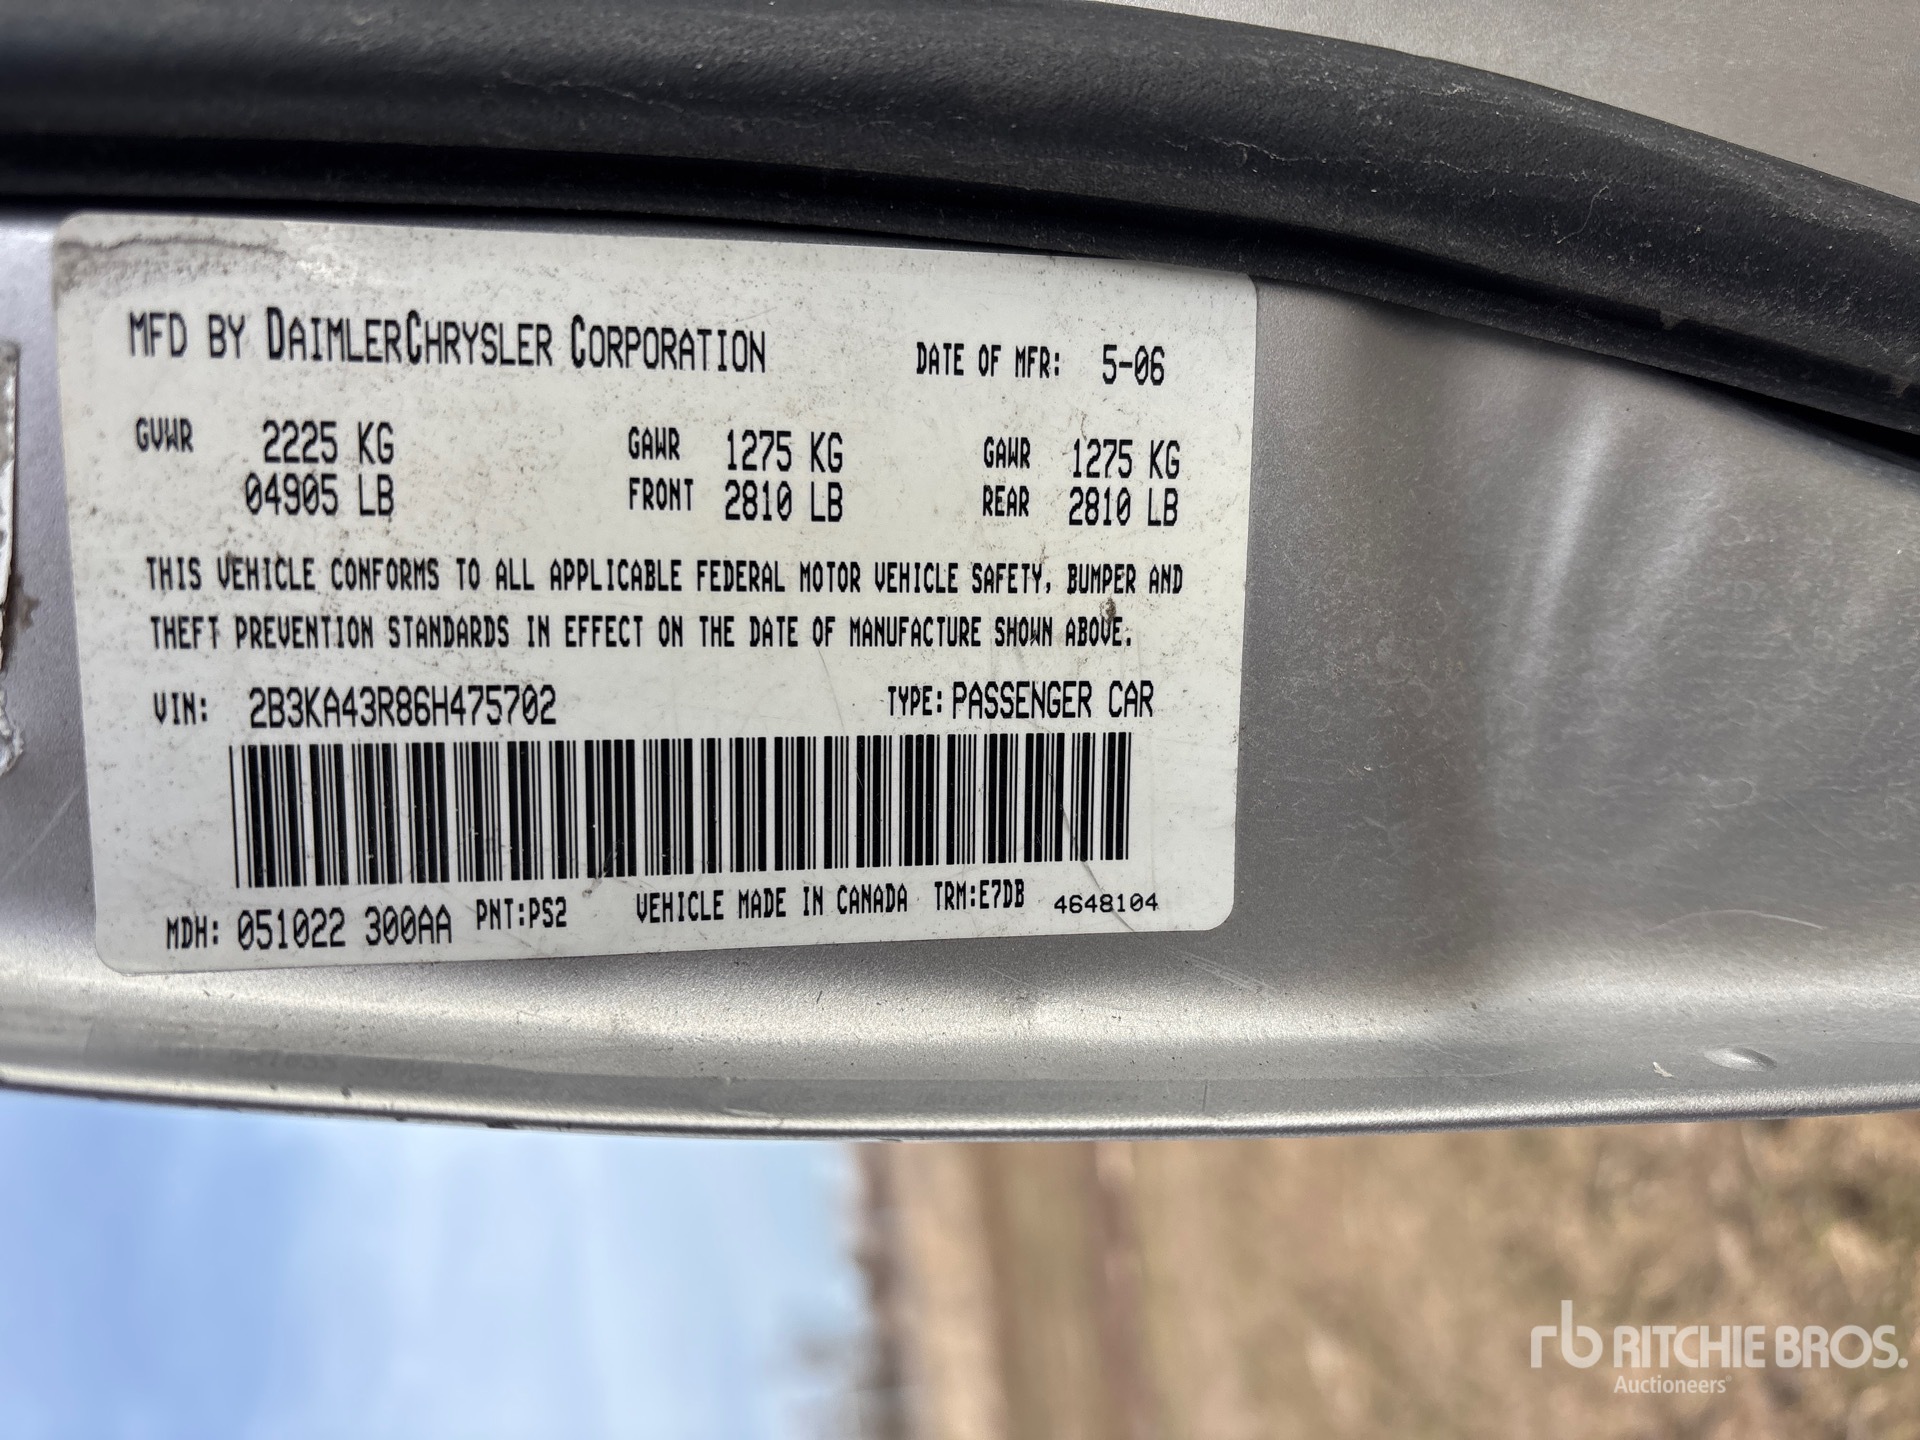 MFD BY DAIMLERCHRYSLER CORPORATION DATE OF MFR: 5-06
GVWR 2225 KG GAWR 1275 KG GAWR 1275 KG
04905 LB FRONT 2810 LB REAR 2810 LB
THIS VEHICLE CONFORMS TO ALL APPLICABLE FEDERAL MOTOR VEHICLE SAFETY, BUMPER AND
THEFT PREVENTION STANDARDS IN EFFECT ON THE DATE OF MANUFACTURE SHOWN ABOVE.
VIN: 2B3KA43R86H475702 TYPE: PASSENGER CAR
MDH: 051022 300AA PNT:PS2 VEHICLE MADE IN CANADA TRM:E7DB 4648104
rb RITCHIE BROS.
Auctioneers